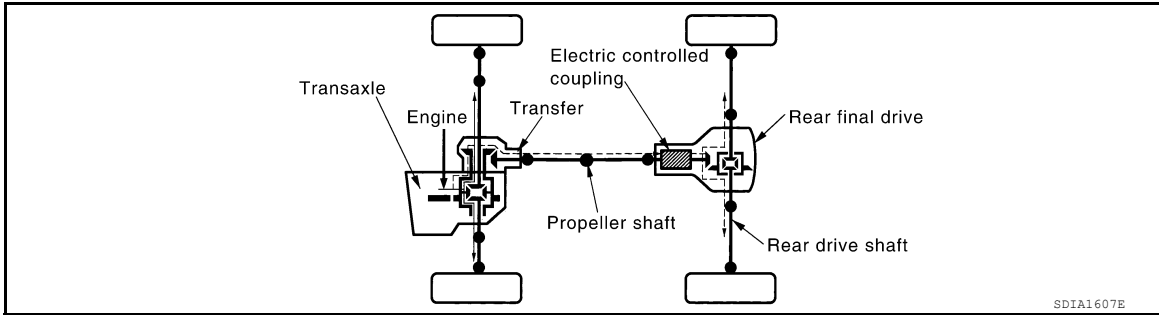 Electric controlled
coupling
Transaxle
Engine
Transfer
Rear final drive
Propeller shaft
Rear drive shaft
SDIA1607E